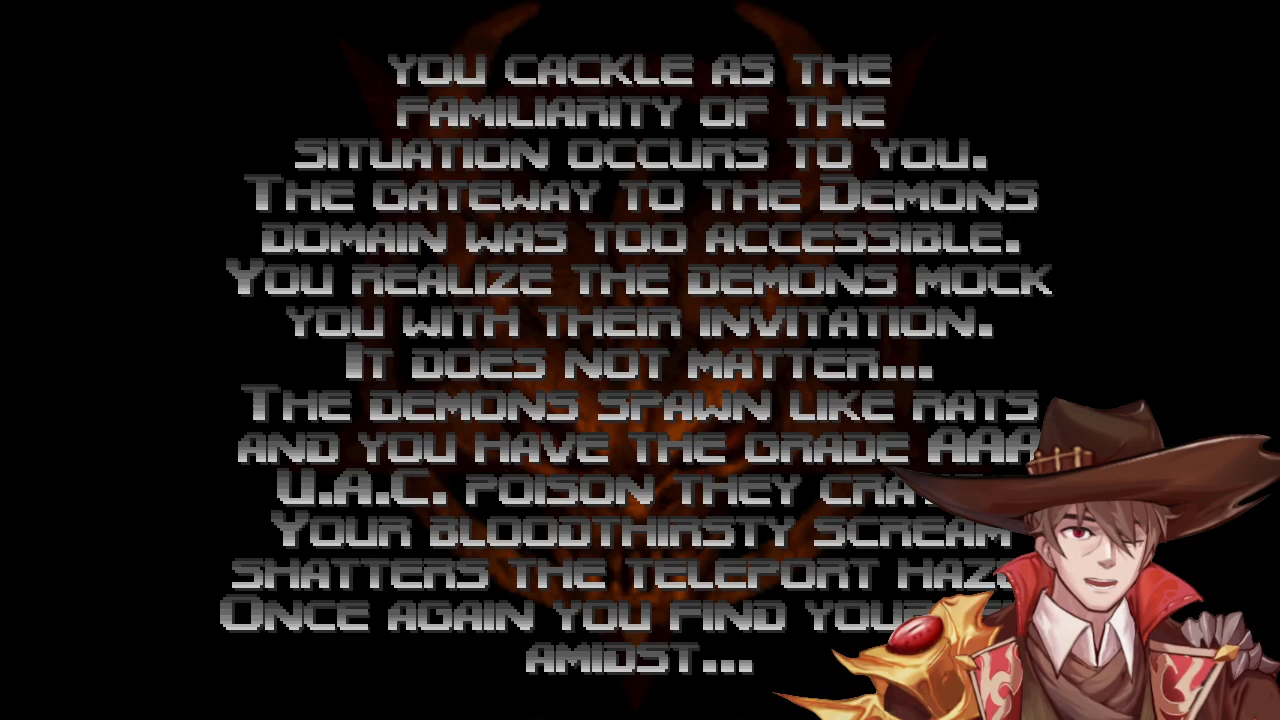 YOU CACKLE AS THE
FAMILIARITY OF THE
SITUATION OCCURS TO YOU.
THE GATEWAY TO THE DEMONS
DOMAIN WAS TOO ACCESSIBLE.
YOU REALIZE THE DEMONS MOCK
YOU WITH THEIR INVITATION.
IT DOES NOT MATTER...
THE DEMONS SPAWN LIKE RATS
AND YOU HAVE THE GRADE AAA
U.A.C. POISON THEY
YOUR BLOODTHIRSTY SCREAM
SHATTERS THE TELEPORT
ONCE AGAIN YOU FIND
AMIDST...